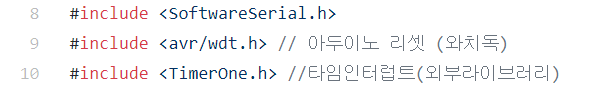 8 #include <SoftwareSerial.h>
9 #include <avr/wdt.h> // 아두이노 리셋 (와치독)
10 #include <TimerOne.h> //타임인터럽트(외부라이브러리)